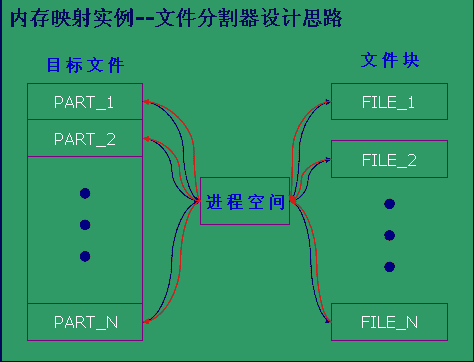 内存映射实例--文件分割器设计思路
目标文件
文件块
PART_1
FILE_1
PART_2
FILE_2
进程空间
PART_N
FILE_N